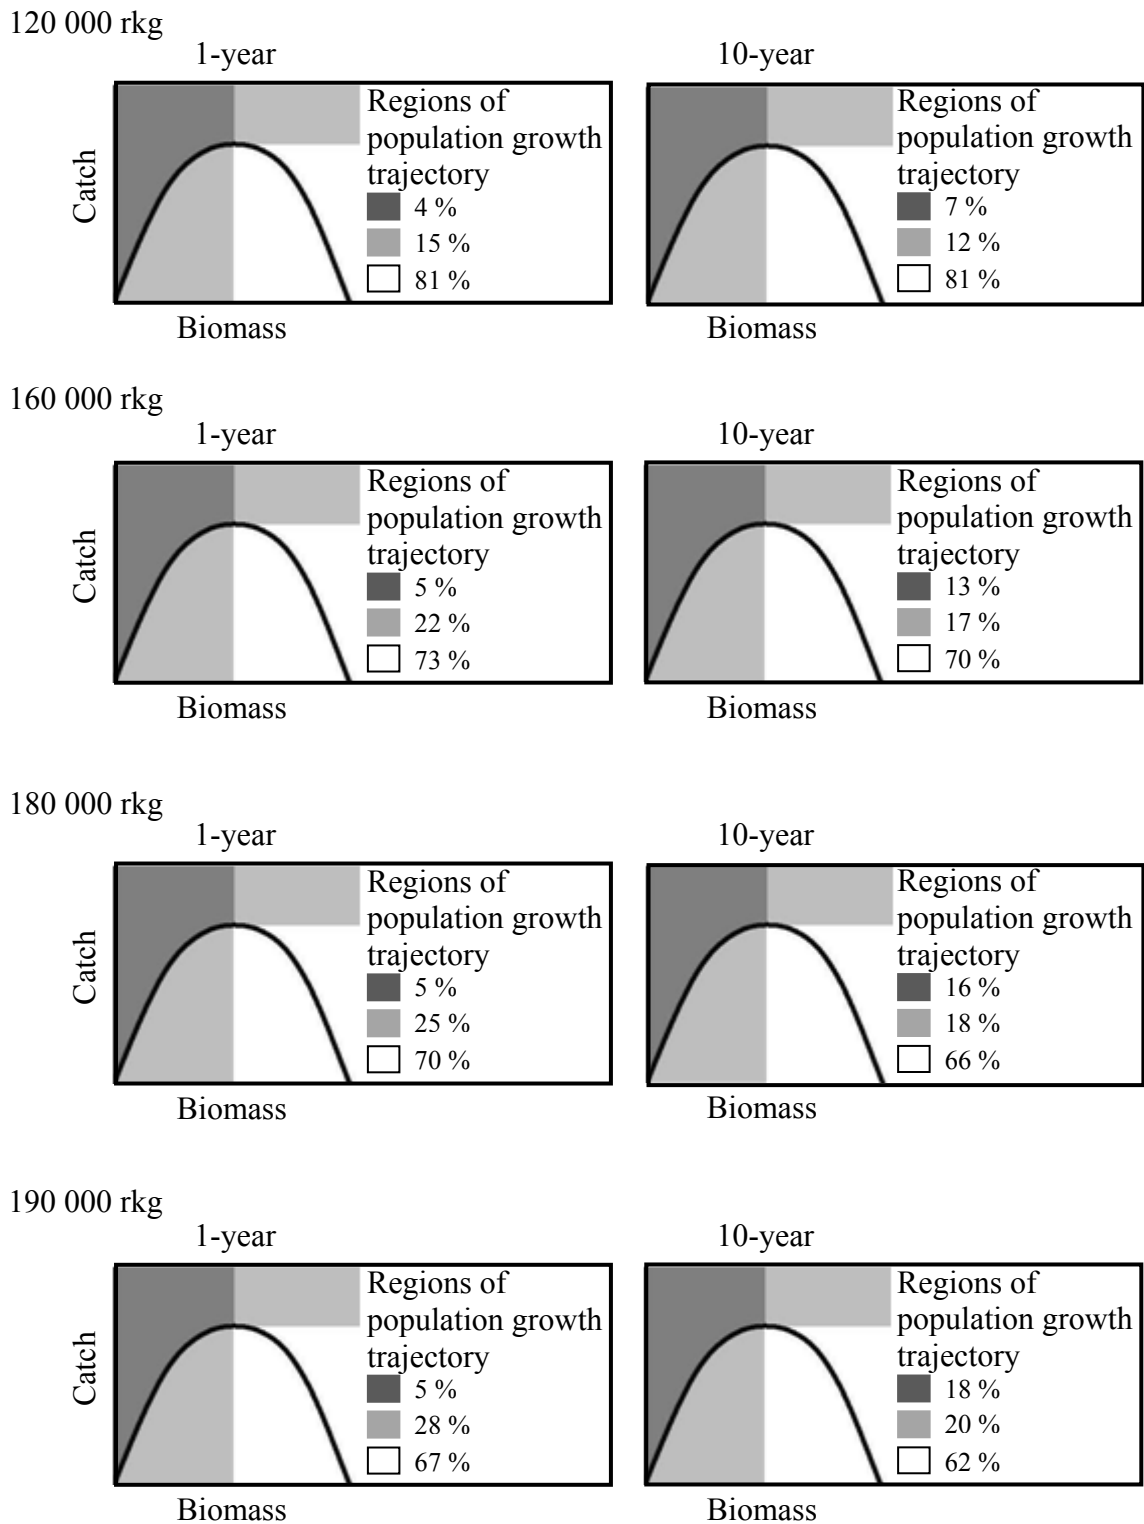 120 000 rkg
1-year
10-year
Catch
Regions of
population growth
trajectory
4 %
15 %
81 %
Biomass
Regions of
population growth
trajectory
7 %
12 %
81 %
Biomass
160 000 rkg
1-year
10-year
Catch
Regions of
population growth
trajectory
5 %
22 %
73 %
Biomass
Regions of
population growth
trajectory
13 %
17 %
70 %
Biomass
180 000 rkg
1-year
10-year
Catch
Regions of
population growth
trajectory
5 %
25 %
70 %
Biomass
Regions of
population growth
trajectory
16 %
18 %
66 %
Biomass
190 000 rkg
1-year
10-year
Catch
Regions of
population growth
trajectory
5 %
28 %
67 %
Biomass
Regions of
population growth
trajectory
18 %
20 %
62 %
Biomass